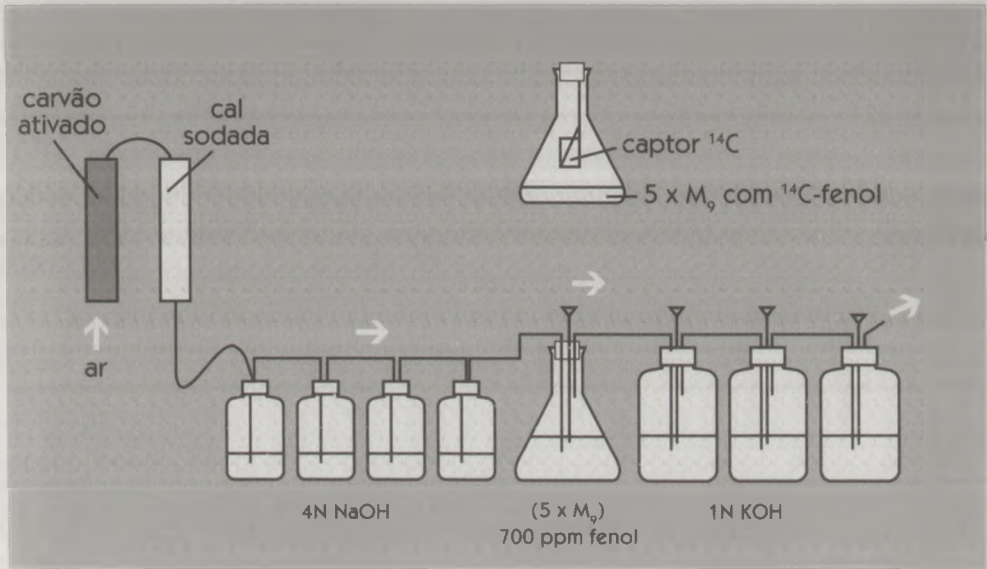 carvão
ativado
cal
sodada
captor ¹⁴C
5 x M₉ com ¹⁴C-fenol
ar
4N NaOH
(5 x M₉)
700 ppm fenol
1N KOH